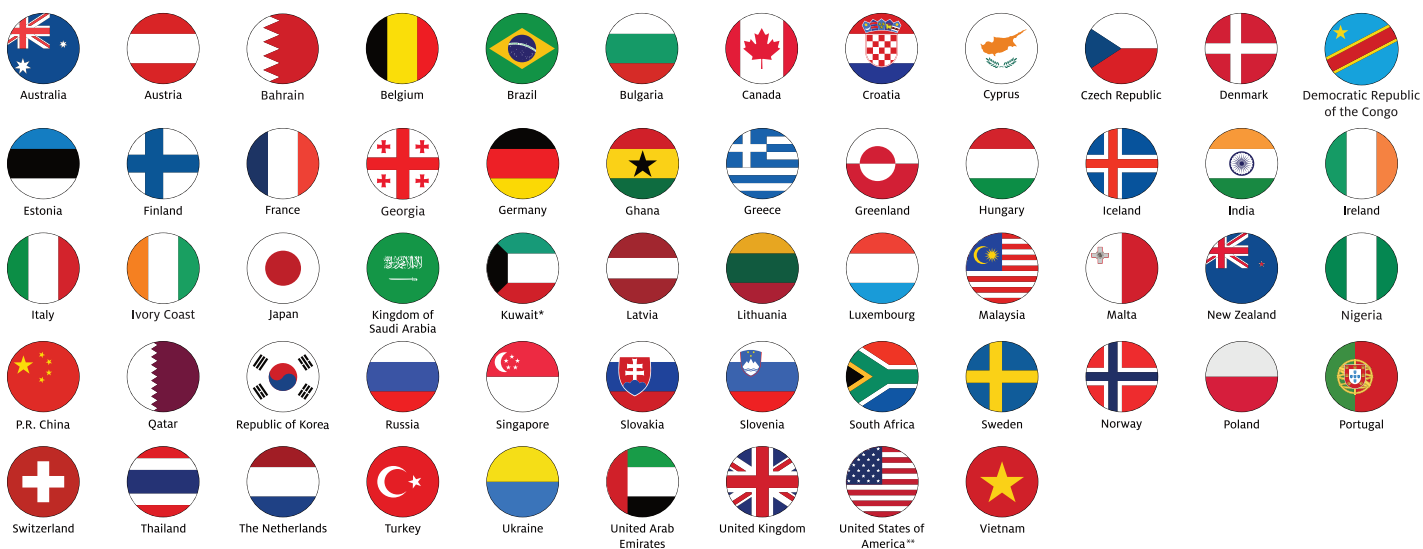 Australia
Austria
Bahrain
Belgium
Brazil
Bulgaria
Canada
Croatia
Cyprus
Czech Republic
Denmark
Democratic Republic
of the Congo
Estonia
Finland
France
Georgia
Germany
Ghana
Greece
Greenland
Hungary
Iceland
India
Ireland
Italy
Ivory Coast
Japan
Kingdom of
Saudi Arabia
Kuwait*
Latvia
Lithuania
Luxembourg
Malaysia
Malta
New Zealand
Nigeria
P.R. China
Qatar
Republic of Korea
Russia
Singapore
Slovakia
Slovenia
South Africa
Sweden
Norway
Poland
Portugal
Switzerland
Thailand
The Netherlands
Turkey
Ukraine
United Arab
Emirates
United Kingdom
United States of
America**
Vietnam